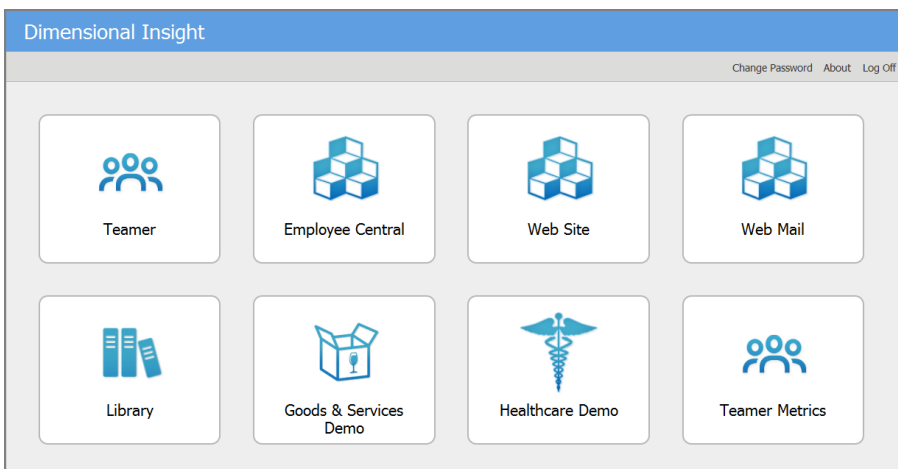 Dimensional Insight
Change Password About Log Off
Teamer
Employee Central
Web Site
Web Mail
Library
Goods & Services
Demo
Healthcare Demo
Teamer Metrics